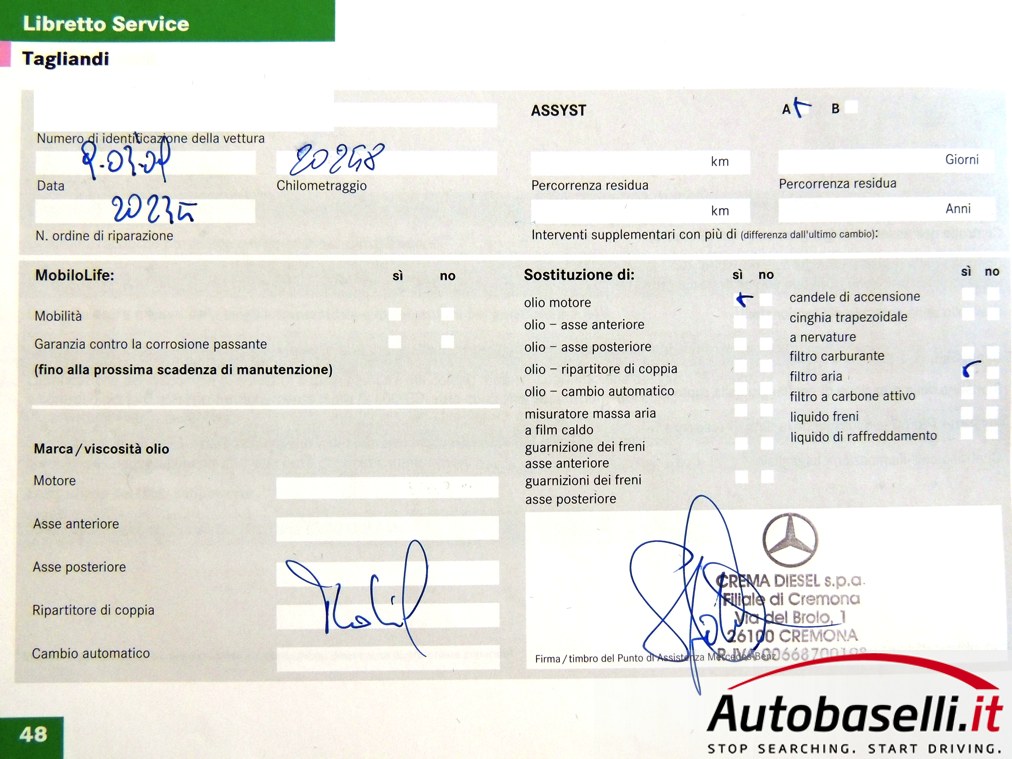 Libretto Service
Tagliandi
ASSYST A B
Numero di identificazione della vettura
20248
km Giorni
Data Chilometraggio Percorrenza residua Percorrenza residua
km Anni
N. ordine di riparazione Interventi supplementari con più di (differenza dall'ultimo cambio):
MobiloLife: sì no
Mobilità
Garanzia contro la corrosione passante
(fino alla prossima scadenza di manutenzione)
Marca/viscosità olio
Motore
Asse anteriore
Asse posteriore
Mobil
Ripartitore di coppia
Cambio automatico
Sostituzione di: sì no
olio motore
olio – asse anteriore
olio – asse posteriore
olio – ripartitore di coppia
olio – cambio automatico
misuratore massa aria
a film caldo
guarnizione dei freni
asse anteriore
guarnizioni dei freni
asse posteriore
sì no
candele di accensione
cinghia trapezoidale
a nervature
filtro carburante
filtro aria
filtro a carbone attivo
liquido freni
liquido di raffreddamento
CREMA DIESEL s.p.a.
Filiale di Cremona
Via del Brolo, 1
26100 CREMONA
P. IVA
Firma/timbro del Punto di Assistenza Mercedes-Benz
48
Autobaselli.it
STOP SEARCHING. START DRIVING.